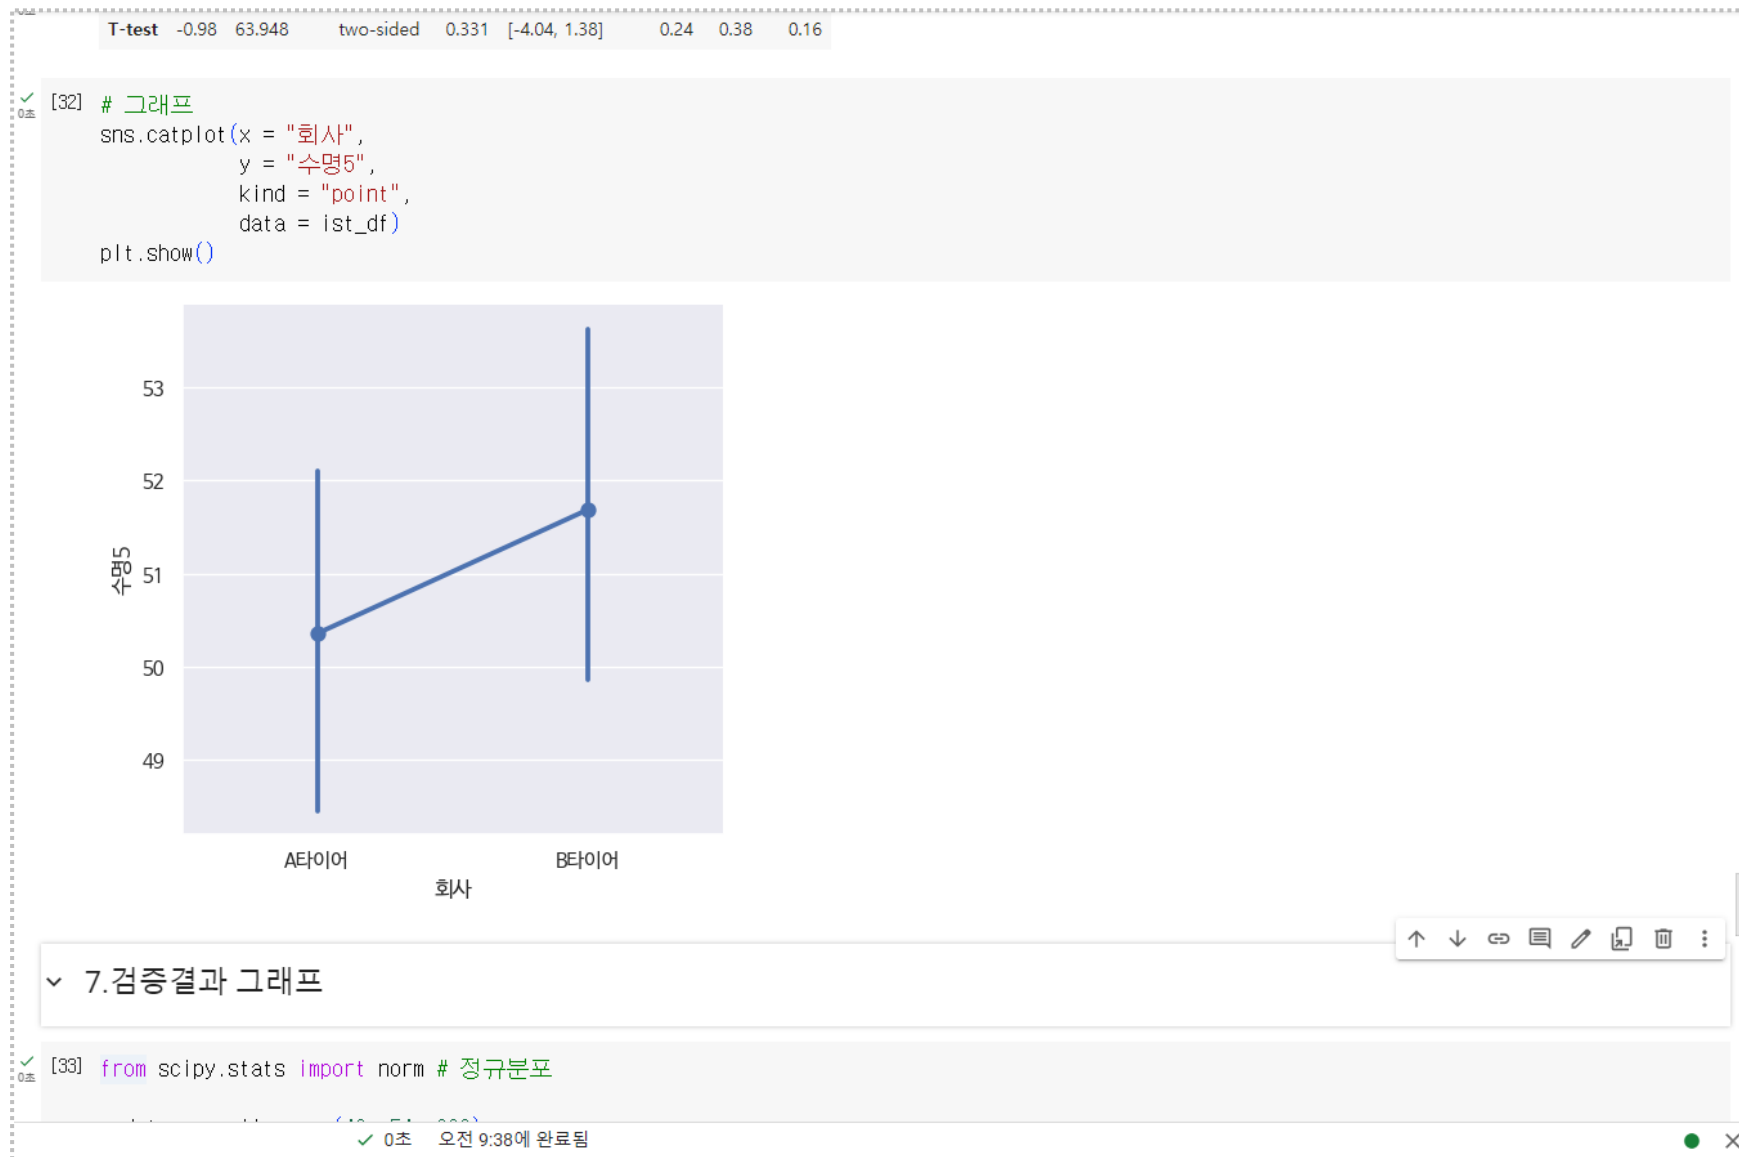 T-test -0.98 63.948 two-sided 0.331 [-4.04, 1.38] 0.24 0.38 0.16
0초 [32] # 그래프
sns.catplot(x = "회사",
y = "수명5",
kind = "point",
data = ist_df)
plt.show()
53
52
51
50
49
수명5
A타이어 B타이어
회사
7.검증결과 그래프
0초 [33] from scipy.stats import norm # 정규분포
0초 오전 9:38에 완료됨